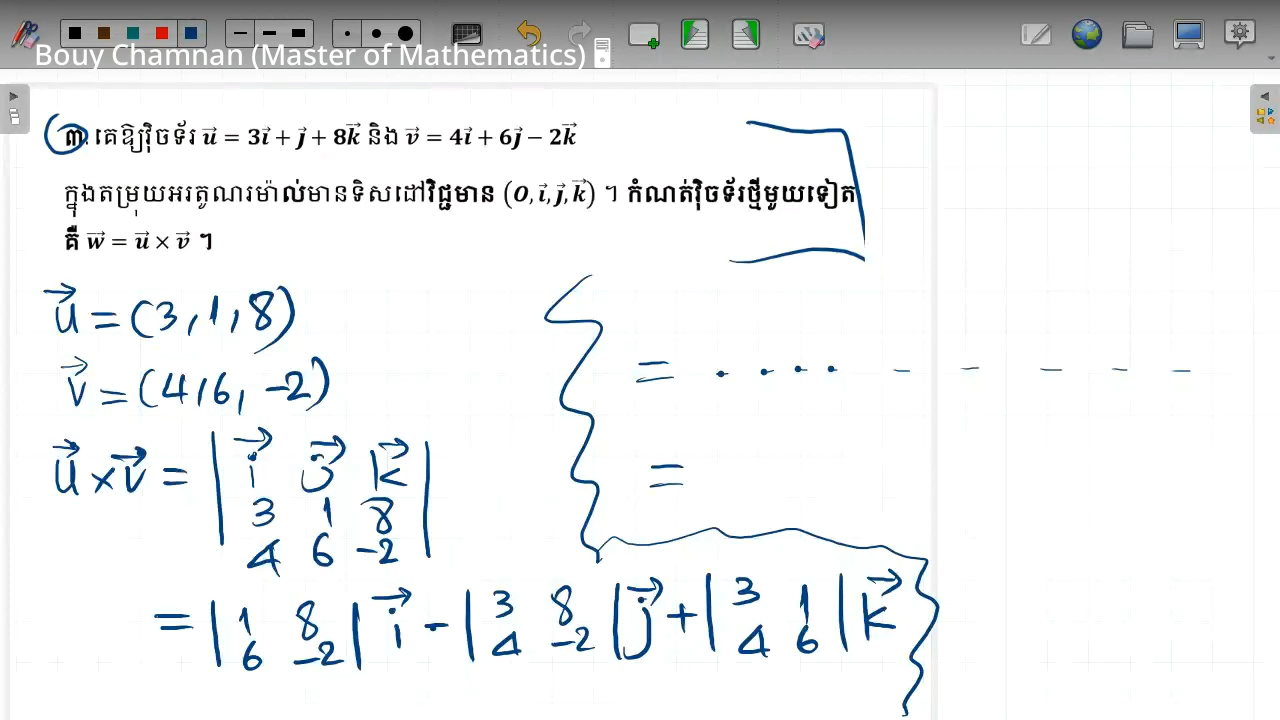 Bouy Chamnan (Master of Mathematics)
៣. គេឱ្យវ៉ិចទ័រ u⃗ = 3i⃗ + j⃗ + 8k⃗ និង v⃗ = 4i⃗ + 6j⃗ − 2k⃗
ក្នុងតម្រុយអរតូណរម៉ាល់មានទិសដៅវិជ្ជមាន (O, i⃗, j⃗, k⃗) ។ កំណត់វ៉ិចទ័រថ្មីមួយទៀត
គឺ w⃗ = u⃗ × v⃗ ។
u⃗ = (3, 1, 8)
v⃗ = (4, 6, -2)
u⃗ × v⃗ = | i⃗ j⃗ k⃗ |
3 1 8
4 6 -2
= | 1 8 | i⃗ - | 3 8 | j⃗ + | 3 1 | k⃗
6 -2 4 -2 4 6
= . . . . - - - - -
=